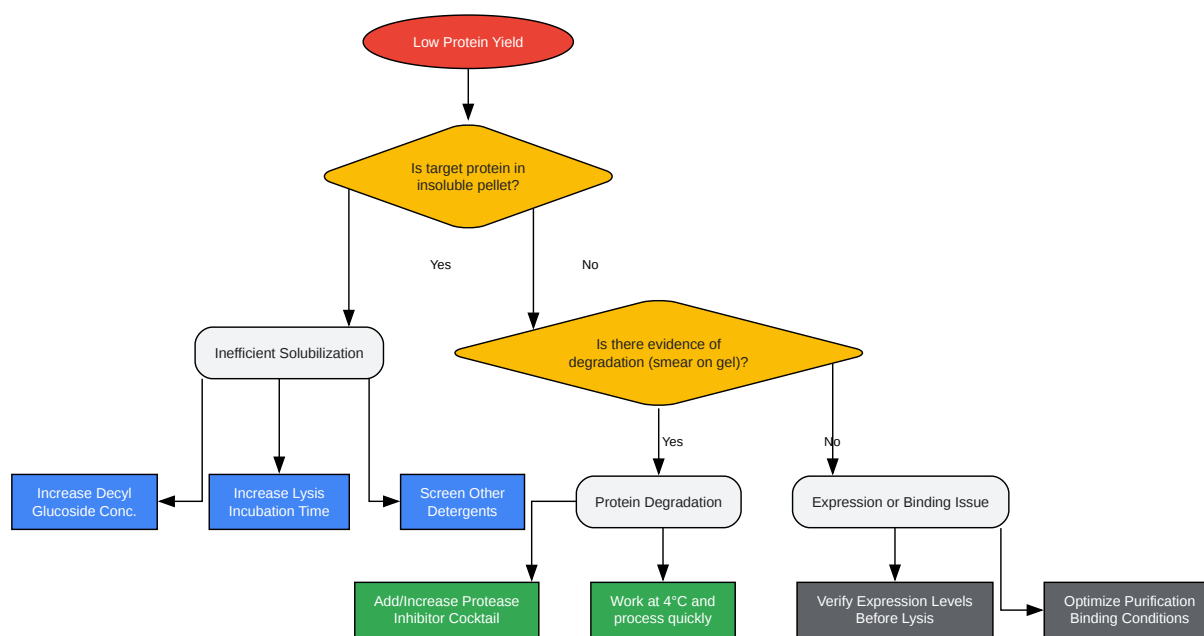 Low Protein Yield
Is target protein in
insoluble pellet?
Yes
No
Inefficient Solubilization
Is there evidence of
degradation (smear on gel)?
Yes
No
Increase Decyl
Glucoside Conc.
Increase Lysis
Incubation Time
Screen Other
Detergents
Protein Degradation
Expression or Binding Issue
Add/Increase Protease
Inhibitor Cocktail
Work at 4°C and
process quickly
Verify Expression Levels
Before Lysis
Optimize Purification
Binding Conditions